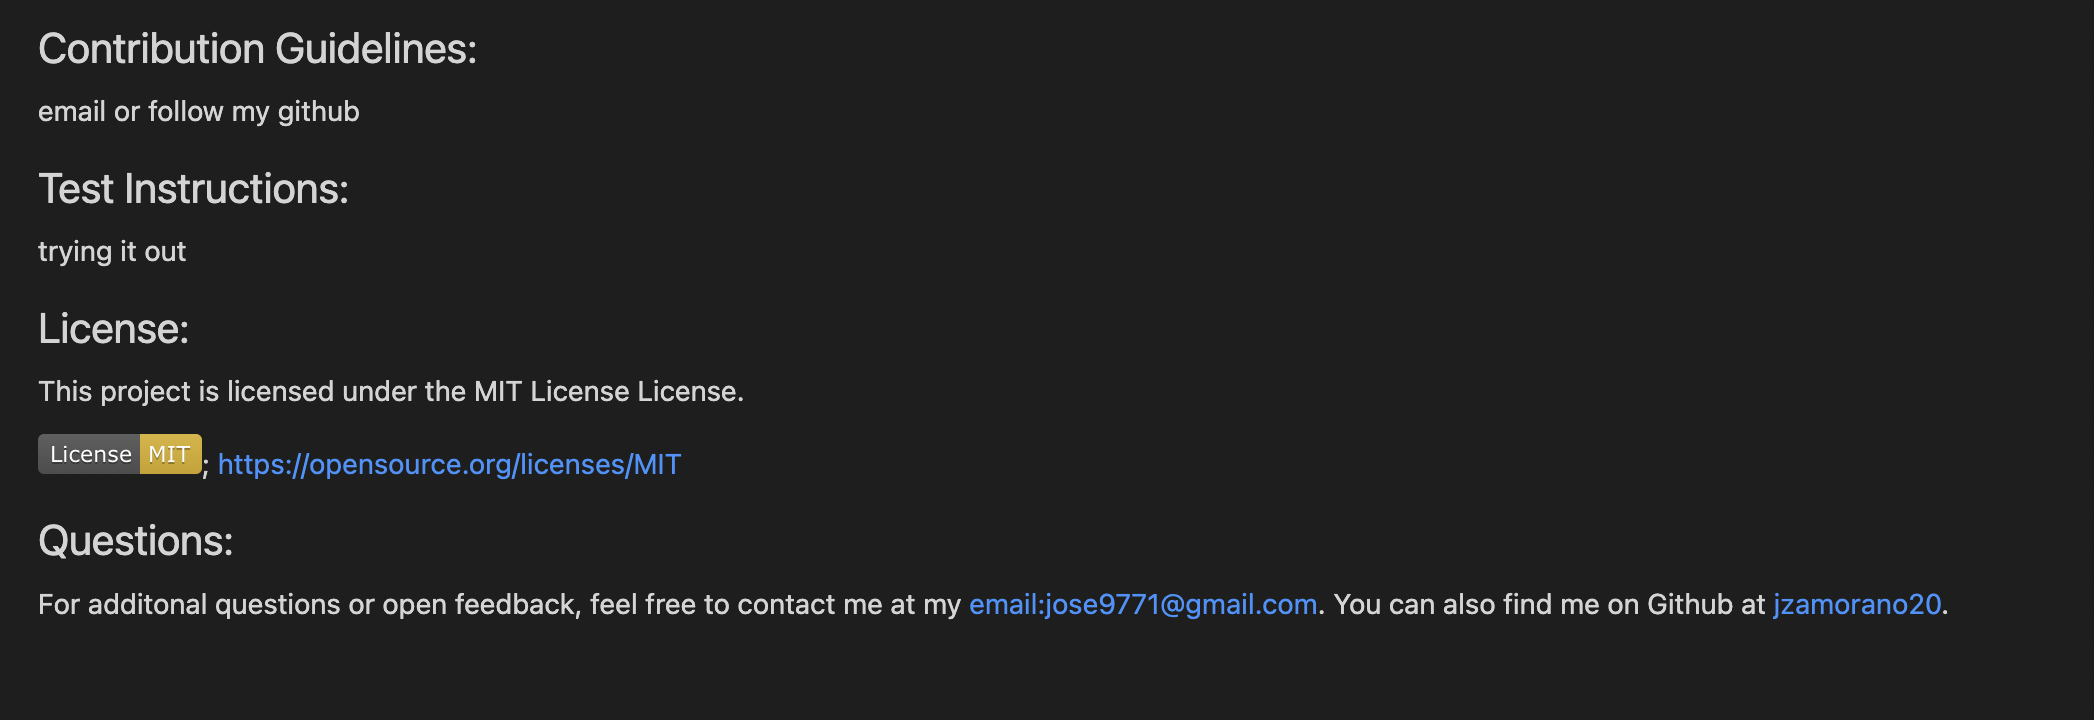 Contribution Guidelines:
email or follow my github
Test Instructions:
trying it out
License:
This project is licensed under the MIT License License.
License MIT ; https://opensource.org/licenses/MIT
Questions:
For additonal questions or open feedback, feel free to contact me at my email:jose9771@gmail.com. You can also find me on Github at jzamorano20.